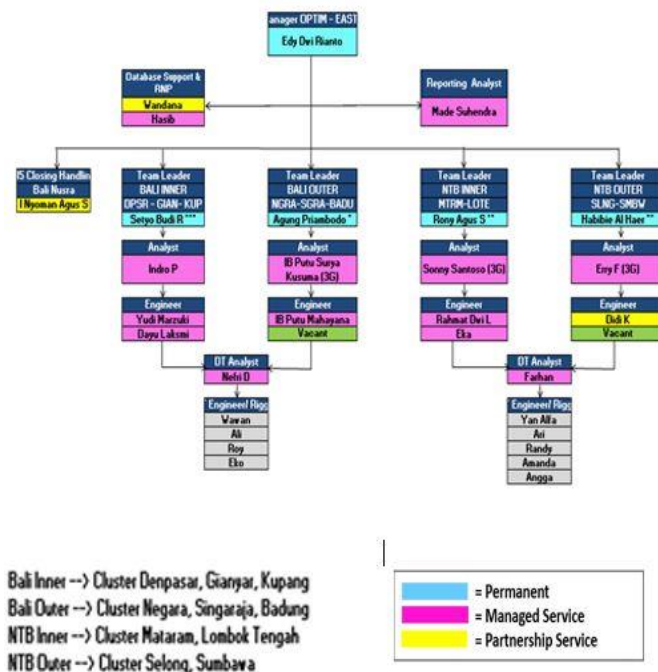 anager OPTIM - EAST
Edy Dwi Rianto
Database Support &
RNP
Wandana
Hasib
Reporting Analyst
Made Suhendra
IS Closing Handlin
Bali Nusra
I Nyoman Agus S
Team Leader
BALI INNER
DPSR - GIAN- KUP
Setyo Budi R ***
Team Leader
BALI OUTER
NGRA-SGRA-BADU
Agung Priambodo *
Team Leader
NTB INNER
MTRM-LOTE
Rony Agus S **
Team Leader
NTB OUTER
SLNG-SMBW
Habibie Al Haer **
Analyst
Indro P
Analyst
IB Putu Surya
Kusuma (3G)
Analyst
Sonny Santoso (3G)
Analyst
Erry F (3G)
Engineer
Yudi Marzuki
Dayu Laksmi
Engineer
IB Putu Mahayana
Vacant
Engineer
Rahmat Dwi L
Eka
Engineer
Didi K
Vacant
DT Analyst
Nefri D
DT Analyst
Farhan
Engineer/ Rigg
Wawan
Ali
Roy
Eko
Engineer/ Rigg
Yan Alfa
Ari
Randy
Amanda
Angga
Bali Inner --> Cluster Denpasar, Gianyar, Kupang
Bali Outer --> Cluster Negara, Singaraja, Badung
NTB Inner --> Cluster Mataram, Lombok Tengah
NTB Outer --> Cluster Selong, Sumbawa
= Permanent
= Managed Service
= Partnership Service